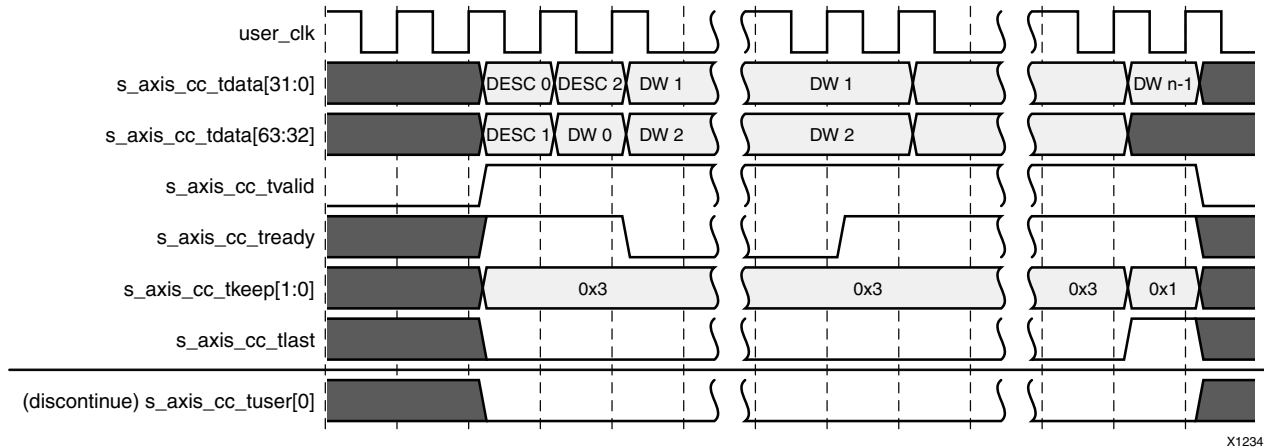 user_clk
s_axis_cc_tdata[31:0] DESC 0 DESC 2 DW 1 DW 1 DW n-1
s_axis_cc_tdata[63:32] DESC 1 DW 0 DW 2 DW 2
s_axis_cc_tvalid
s_axis_cc_tready
s_axis_cc_tkeep[1:0] 0x3 0x3 0x3 0x1
s_axis_cc_tlast
(discontinue) s_axis_cc_tuser[0]
X1234